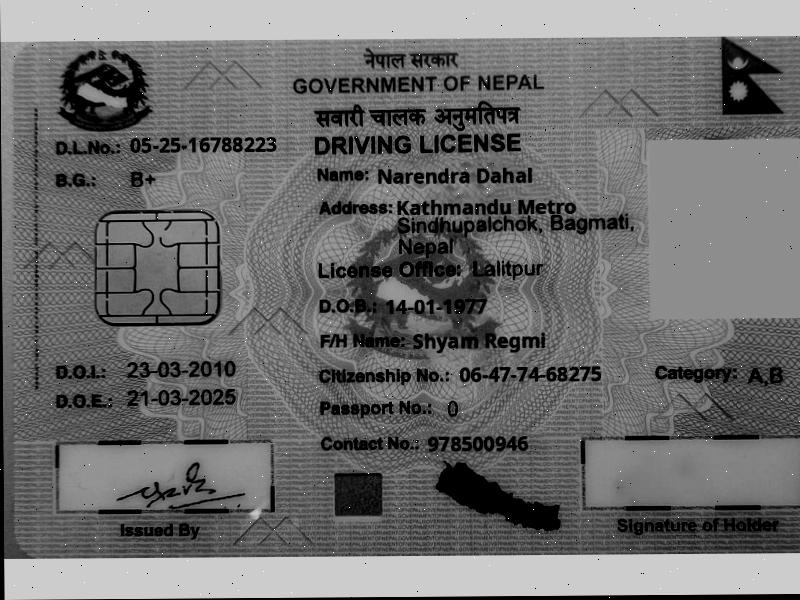 नेपाल सरकार
GOVERNMENT OF NEPAL
सवारी चालक अनुमतिपत्र
DRIVING LICENSE
D.L.No.: 05-25-16788223
B.G.: B+
Name: Narendra Dahal
Address: Kathmandu Metro
Sindhupalchok, Bagmati,
Nepal
License Office: Lalitpur
D.O.B.: 14-01-1977
F/H Name: Shyam Regmi
D.O.I.: 23-03-2010
Citizenship No.: 06-47-74-68275
Category: A,B
D.O.E.: 21-03-2025
Passport No.: 0
Contact No.: 978500946
Issued By
Signature of Holder